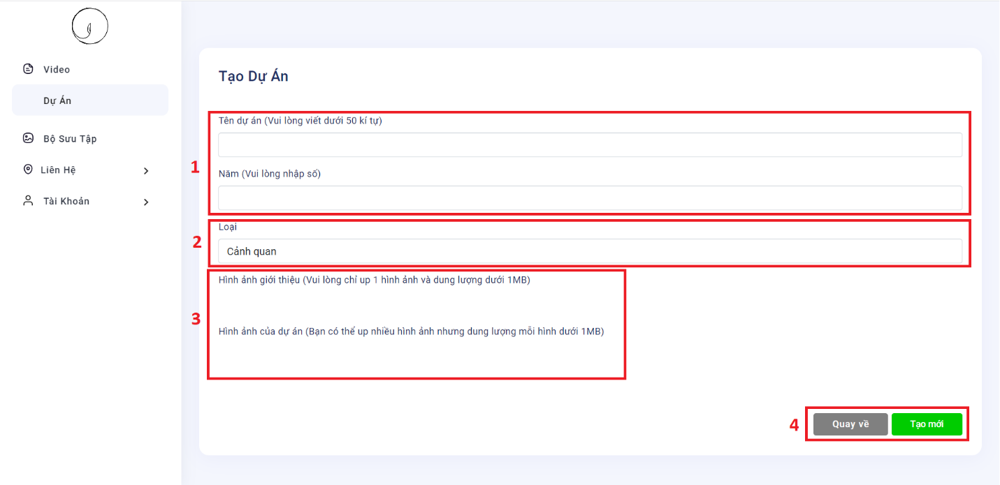 Video
Dự Án
Bộ Sưu Tập
Liên Hệ
Tài Khoản
Tạo Dự Án
1
Tên dự án (Vui lòng viết dưới 50 kí tự)
Năm (Vui lòng nhập số)
2
Loại
Cảnh quan
3
Hình ảnh giới thiệu (Vui lòng chỉ up 1 hình ảnh và dung lượng dưới 1MB)
Hình ảnh của dự án (Bạn có thể up nhiều hình ảnh nhưng dung lượng mỗi hình dưới 1MB)
4
Quay về
Tạo mới